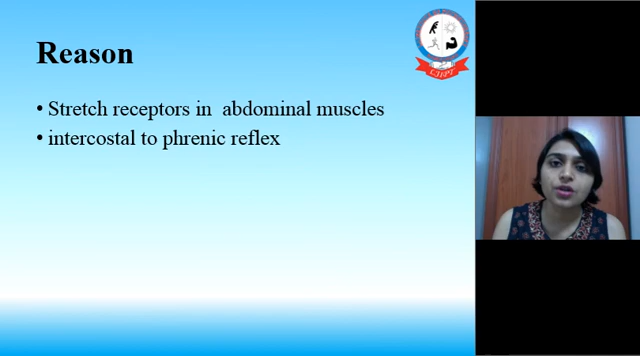 Reason
• Stretch receptors in abdominal muscles
• intercostal to phrenic reflex